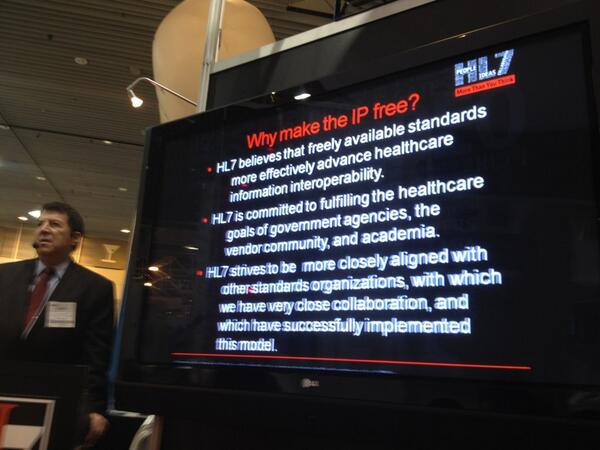 PEOPLE
IDEAS
HL7
More Than You Think
Why make the IP free?
• HL7 believes that freely available standards
more effectively advance healthcare
information interoperability.
• HL7 is committed to fulfilling the healthcare
goals of government agencies, the
vendor community, and academia.
• HL7 strives to be more closely aligned with
other standards organizations, with which
we have very close collaboration, and
which have successfully implemented
this model.
LG